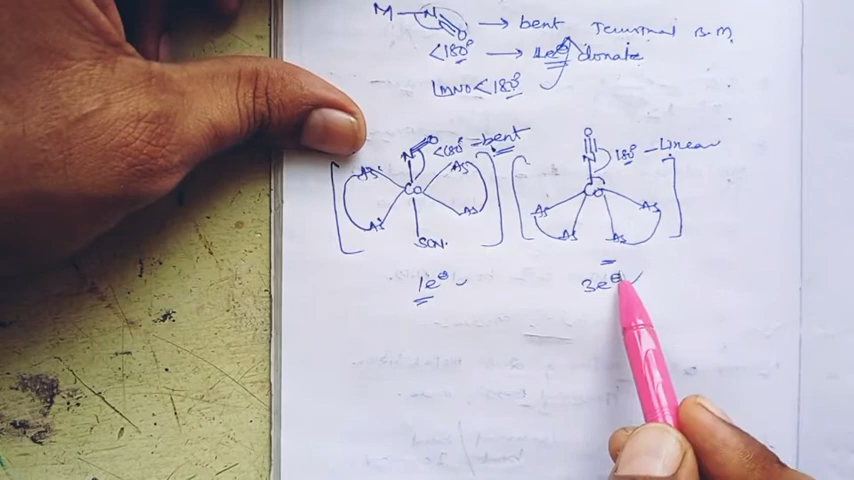 M—N=O → bent Terminal B.M.
<180° → 1e⊖ donate
LMNO<180°
N=O <180°=bent
As As
Co
As As
SCN.
O
N 180° - Linear
Co
As As
As As
1e⊖
3e⊖